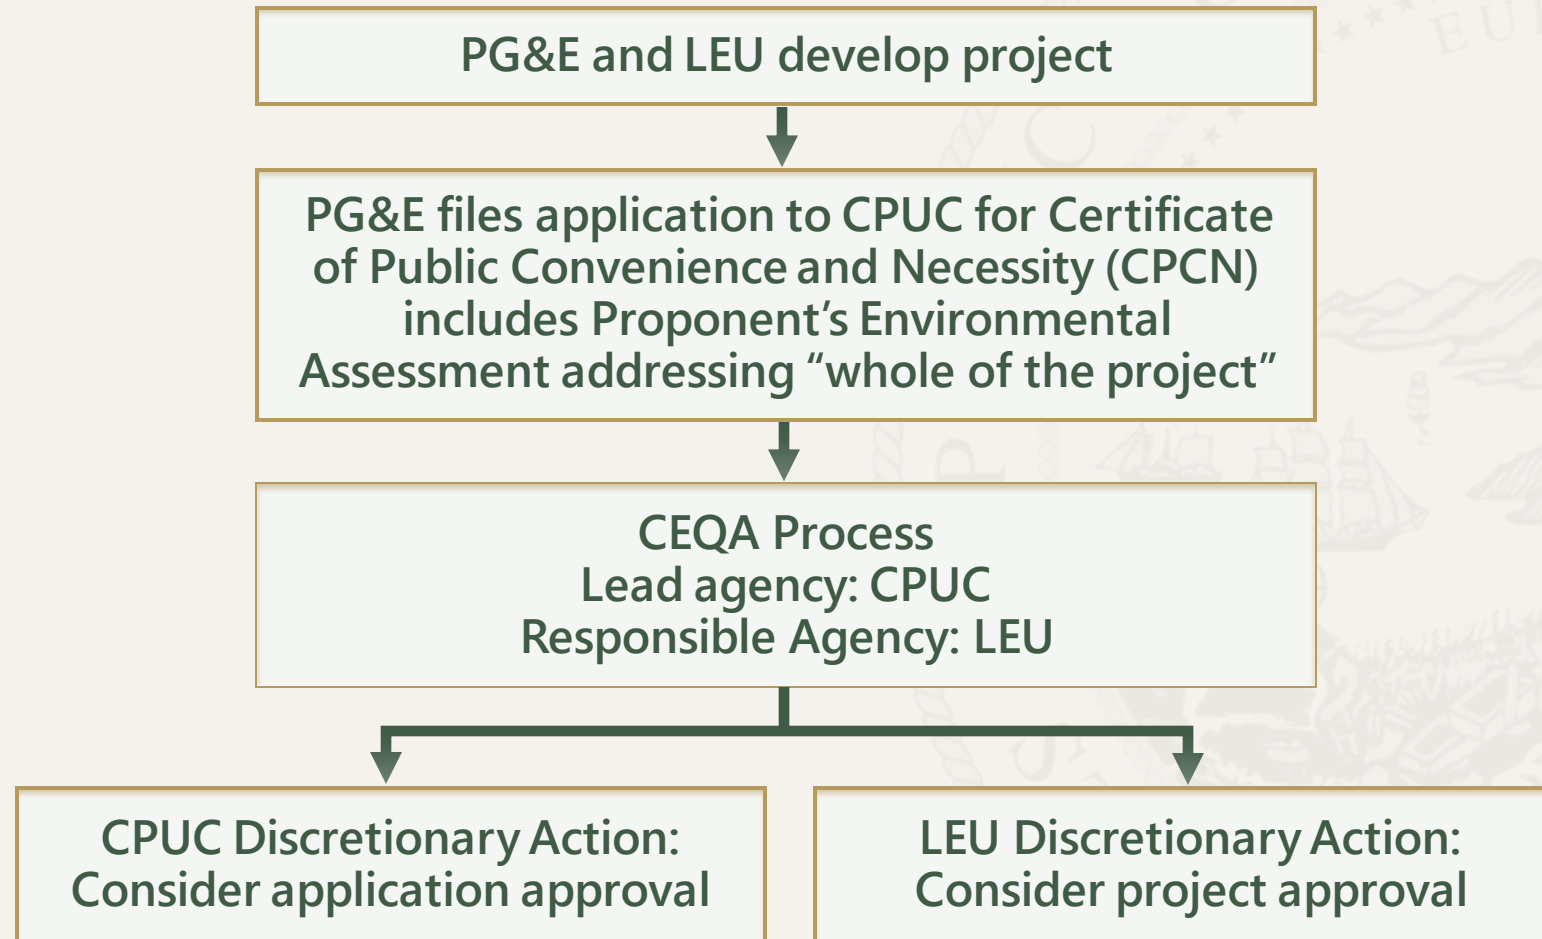 PG&E and LEU develop project
PG&E files application to CPUC for Certificate
of Public Convenience and Necessity (CPCN)
includes Proponent’s Environmental
Assessment addressing “whole of the project”
CEQA Process
Lead agency: CPUC
Responsible Agency: LEU
CPUC Discretionary Action:
Consider application approval
LEU Discretionary Action:
Consider project approval